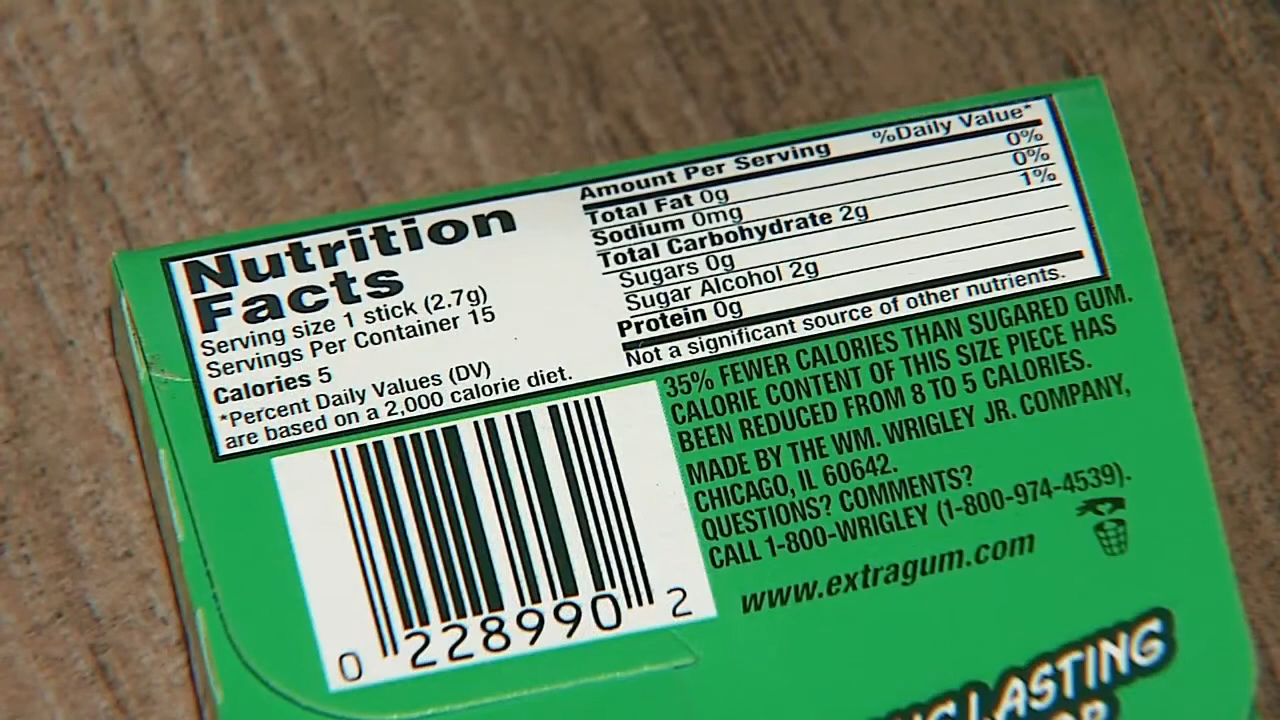 Nutrition
Facts
Serving size 1 stick (2.7g)
Servings Per Container 15
Calories 5
*Percent Daily Values (DV)
are based on a 2,000 calorie diet.
Amount Per Serving %Daily Value*
Total Fat 0g 0%
Sodium 0mg 0%
Total Carbohydrate 2g 1%
Sugars 0g
Sugar Alcohol 2g
Protein 0g
Not a significant source of other nutrients.
35% FEWER CALORIES THAN SUGARED GUM.
CALORIE CONTENT OF THIS SIZE PIECE HAS
BEEN REDUCED FROM 8 TO 5 CALORIES.
MADE BY THE WM. WRIGLEY JR. COMPANY,
CHICAGO, IL 60642.
QUESTIONS? COMMENTS?
CALL 1-800-WRIGLEY (1-800-974-4539).
www.extragum.com
0 228990 2
LASTING